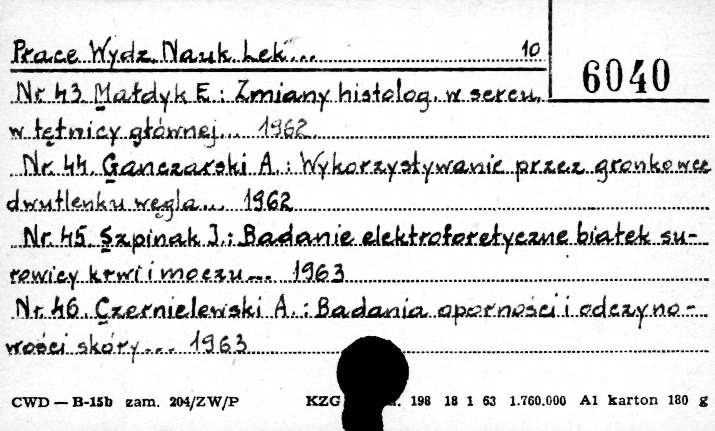 Prace Wydz. Nauk. Lek... 10
6040
Nr. 43. Małdyk E.: Zmiany histolog. w sercu,
w tętnicy głównej... 1962.
Nr. 44. Ganczarski A.: Wykorzystywanie przez gronkowce
dwutlenku węgla... 1962
Nr. 45. Szpinak J.: Badanie elektroforetyczne białek su-
rowicy krwi i moczu... 1963
Nr. 46. Czernielewski A.: Badania oporności i odczyno-
wości skóry... 1963
CWD — B-15b zam. 204/ZW/P KZG 198 18 1 63 1.760.000 A1 karton 180 g